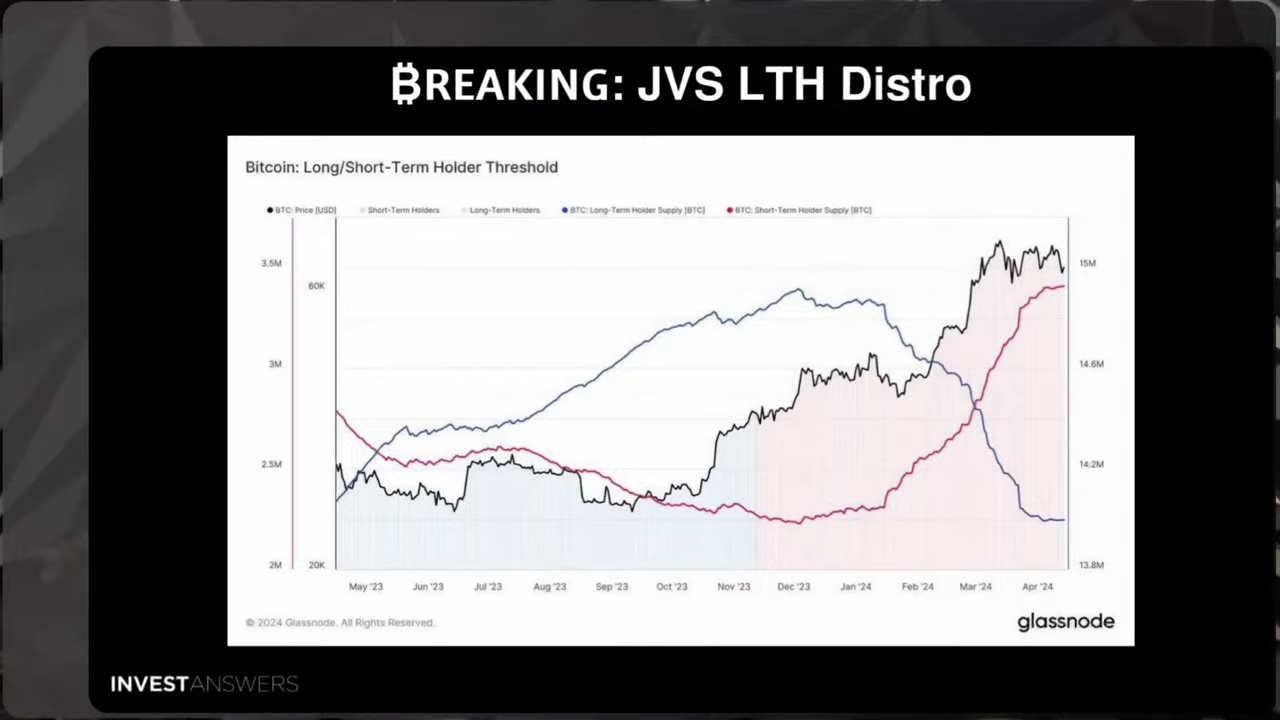 ₿REAKING: JVS LTH Distro
Bitcoin: Long/Short-Term Holder Threshold
BTC: Price [USD] Short-Term Holders Long-Term Holders BTC: Long-Term Holder Supply [BTC] BTC: Short-Term Holder Supply [BTC]
3.5M 15M
60K
3M 14.6M
2.5M 14.2M
2M 20K 13.8M
May '23 Jun '23 Jul '23 Aug '23 Sep '23 Oct '23 Nov '23 Dec '23 Jan '24 Feb '24 Mar '24 Apr '24
© 2024 Glassnode. All Rights Reserved. glassnode
INVESTANSWERS